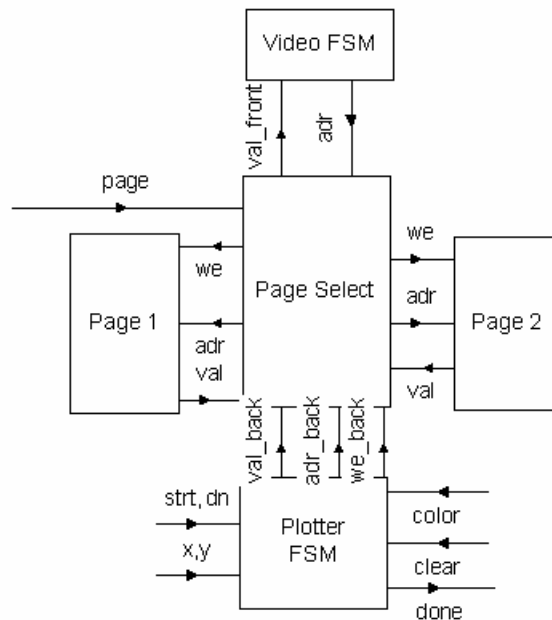 Video FSM
val_front
adr
page
we
we
Page Select
Page 1
adr
Page 2
adr
val
val
val_back
adr_back
we_back
strt, dn
color
Plotter
FSM
x,y
clear
done